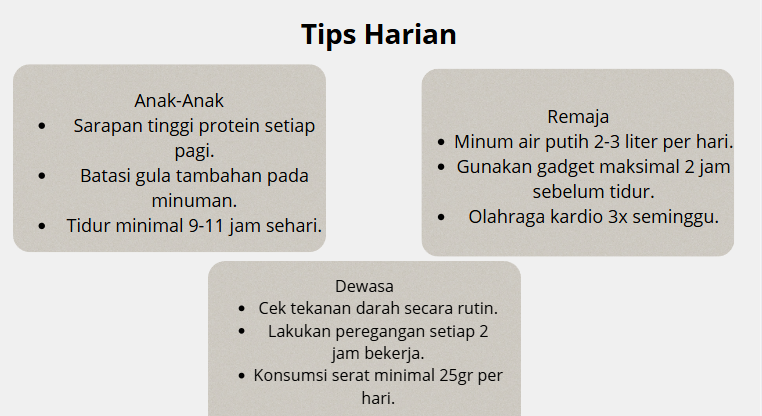 Tips Harian
Anak-Anak
• Sarapan tinggi protein setiap
pagi.
• Batasi gula tambahan pada
minuman.
• Tidur minimal 9-11 jam sehari.
Remaja
• Minum air putih 2-3 liter per hari.
• Gunakan gadget maksimal 2 jam
sebelum tidur.
• Olahraga kardio 3x seminggu.
Dewasa
• Cek tekanan darah secara rutin.
• Lakukan peregangan setiap 2
jam bekerja.
• Konsumsi serat minimal 25gr per
hari.